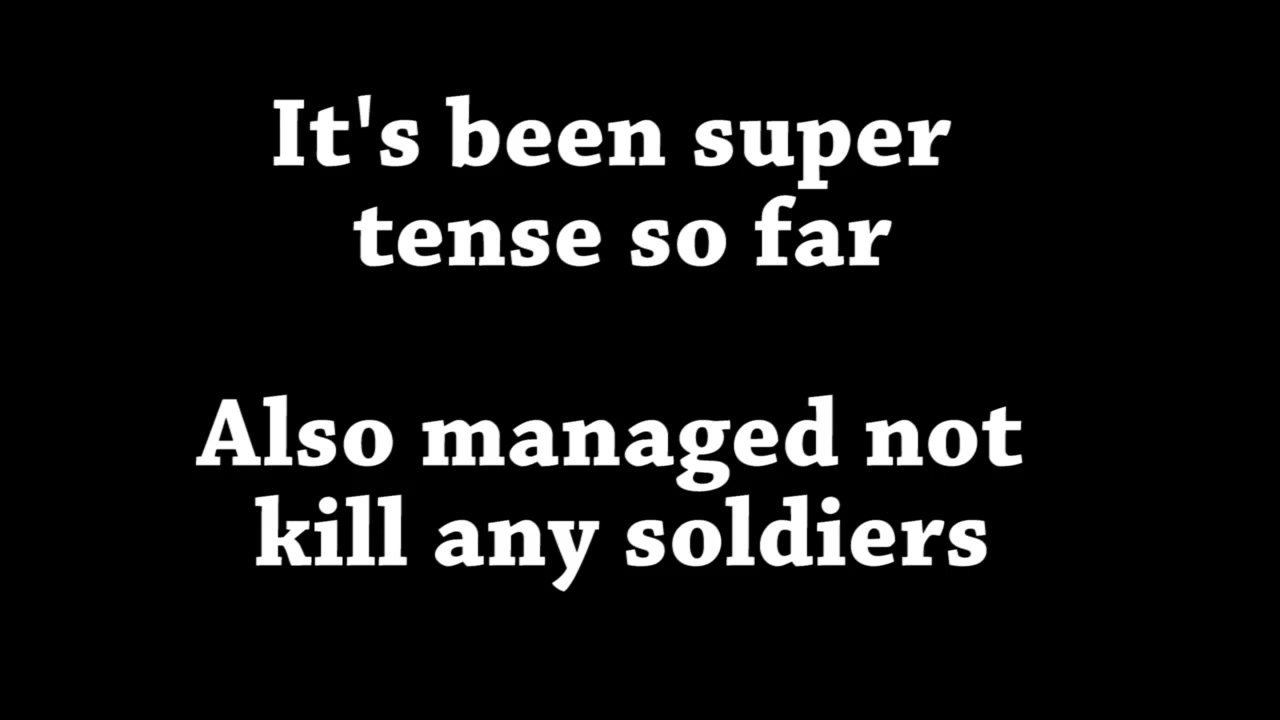 It's been super
tense so far
Also managed not
kill any soldiers